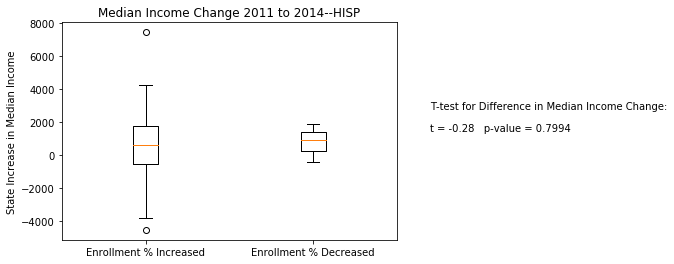 Median Income Change 2011 to 2014--HISP
State Increase in Median Income
8000
6000
4000
2000
0
−2000
−4000
Enrollment % Increased
Enrollment % Decreased
T-test for Difference in Median Income Change:
t = -0.28   p-value = 0.7994